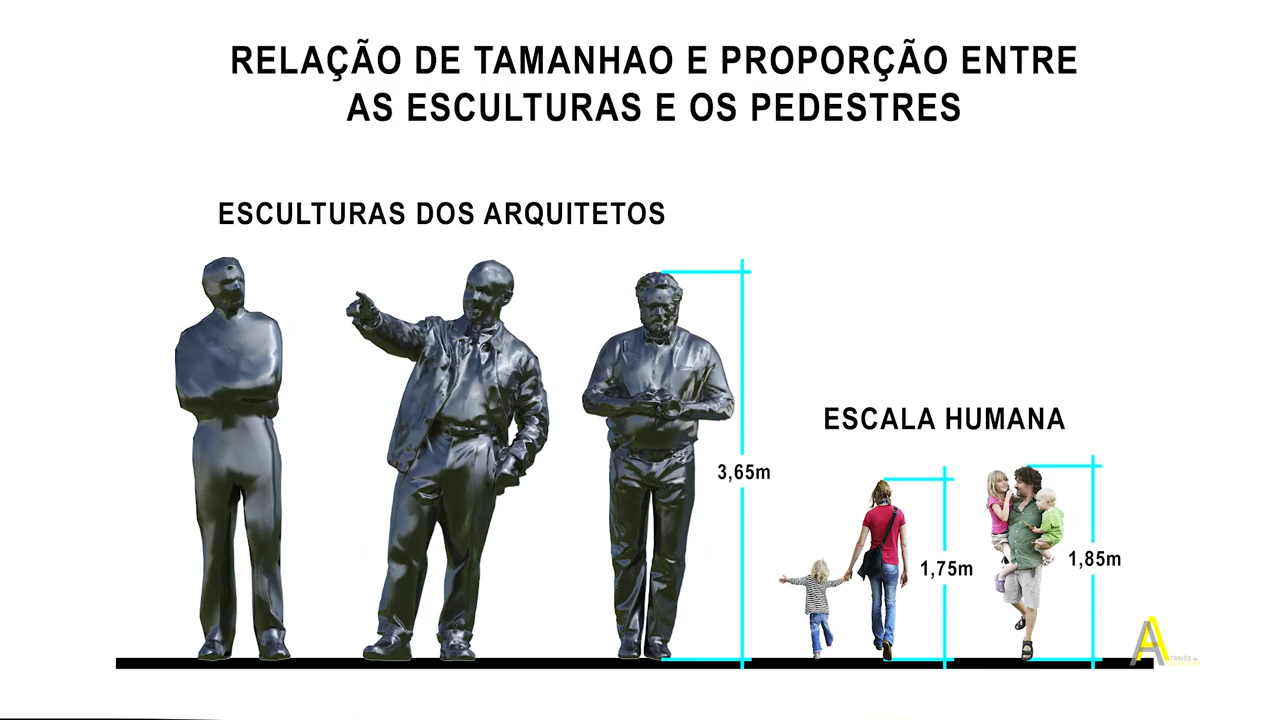 RELAÇÃO DE TAMANHAO E PROPORÇÃO ENTRE
AS ESCULTURAS E OS PEDESTRES
ESCULTURAS DOS ARQUITETOS
ESCALA HUMANA
3,65m
1,75m
1,85m
ATRAVÉS